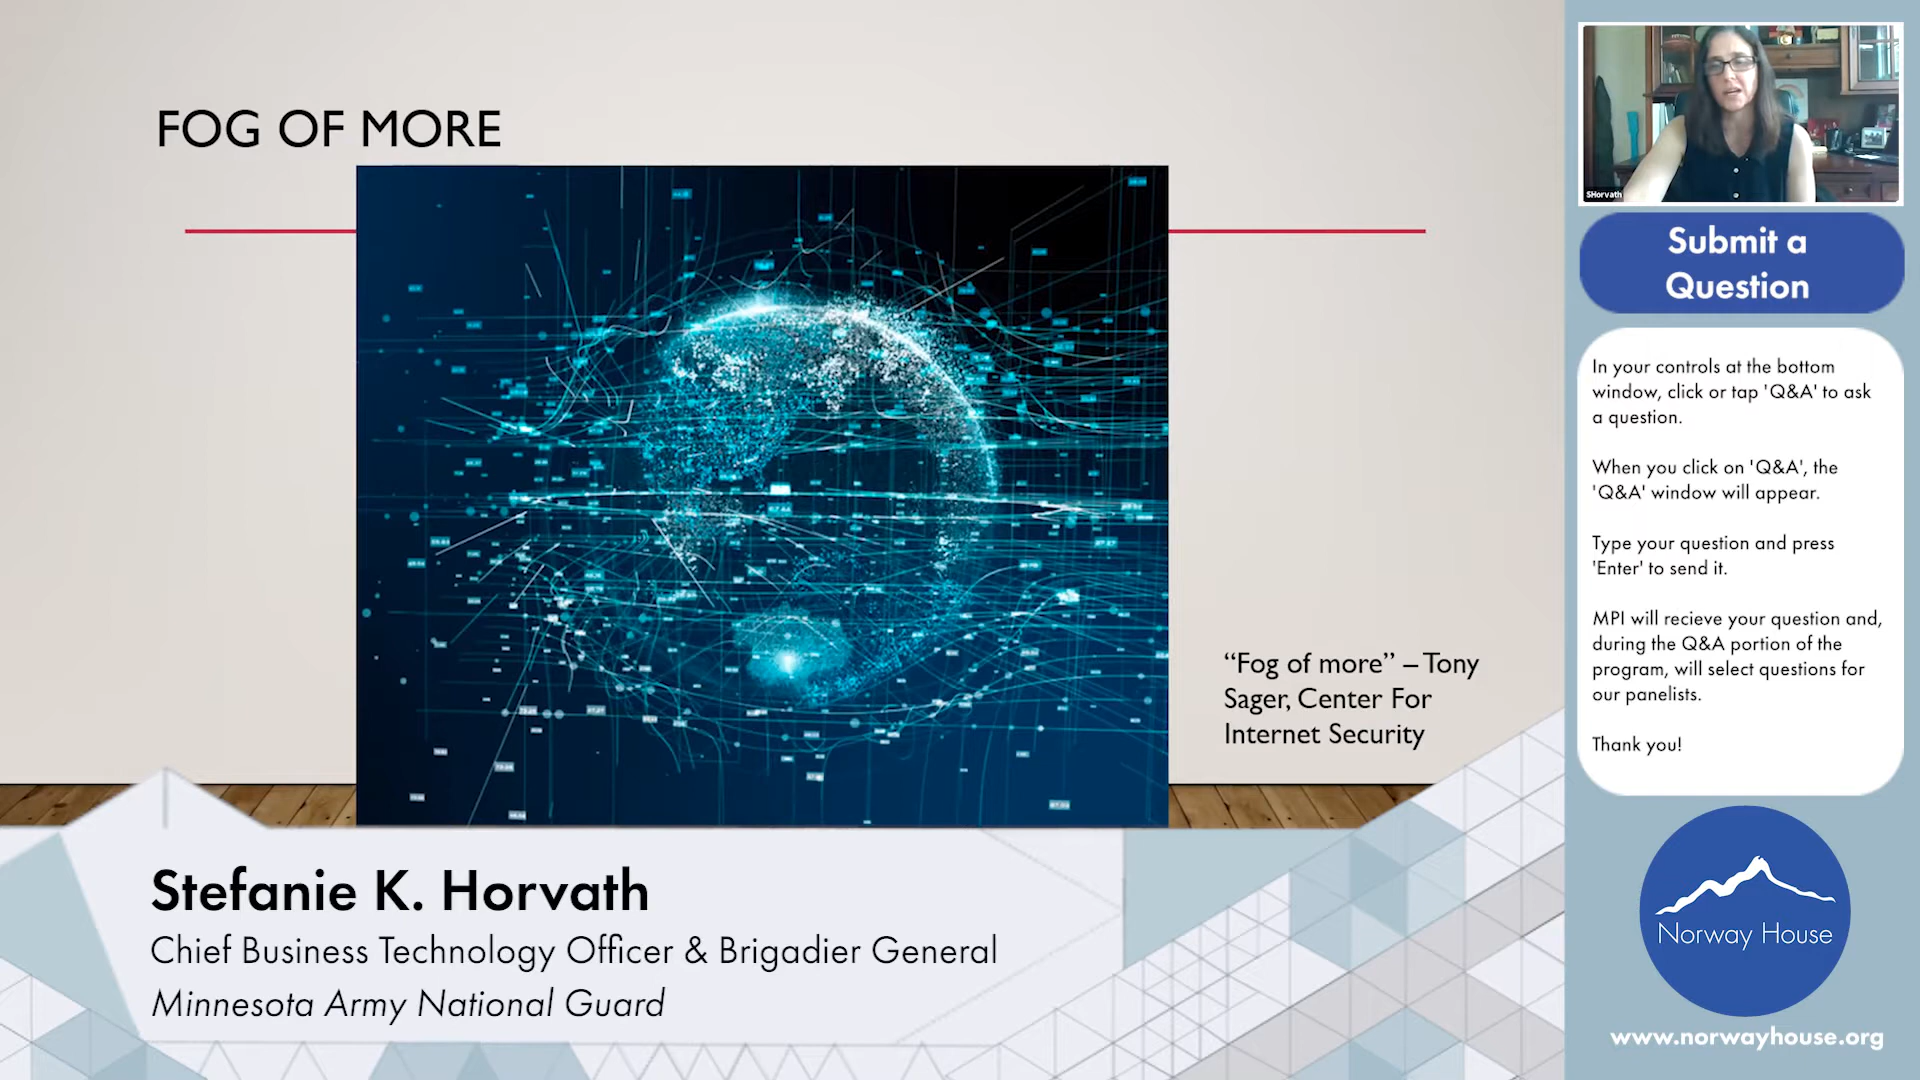 FOG OF MORE
“Fog of more” – Tony
Sager, Center For
Internet Security
Stefanie K. Horvath
Chief Business Technology Officer & Brigadier General
Minnesota Army National Guard
SHorvath
Submit a
Question
In your controls at the bottom
window, click or tap 'Q&A' to ask
a question.
When you click on 'Q&A', the
'Q&A' window will appear.
Type your question and press
'Enter' to send it.
MPI will recieve your question and,
during the Q&A portion of the
program, will select questions for
our panelists.
Thank you!
Norway House
www.norwayhouse.org